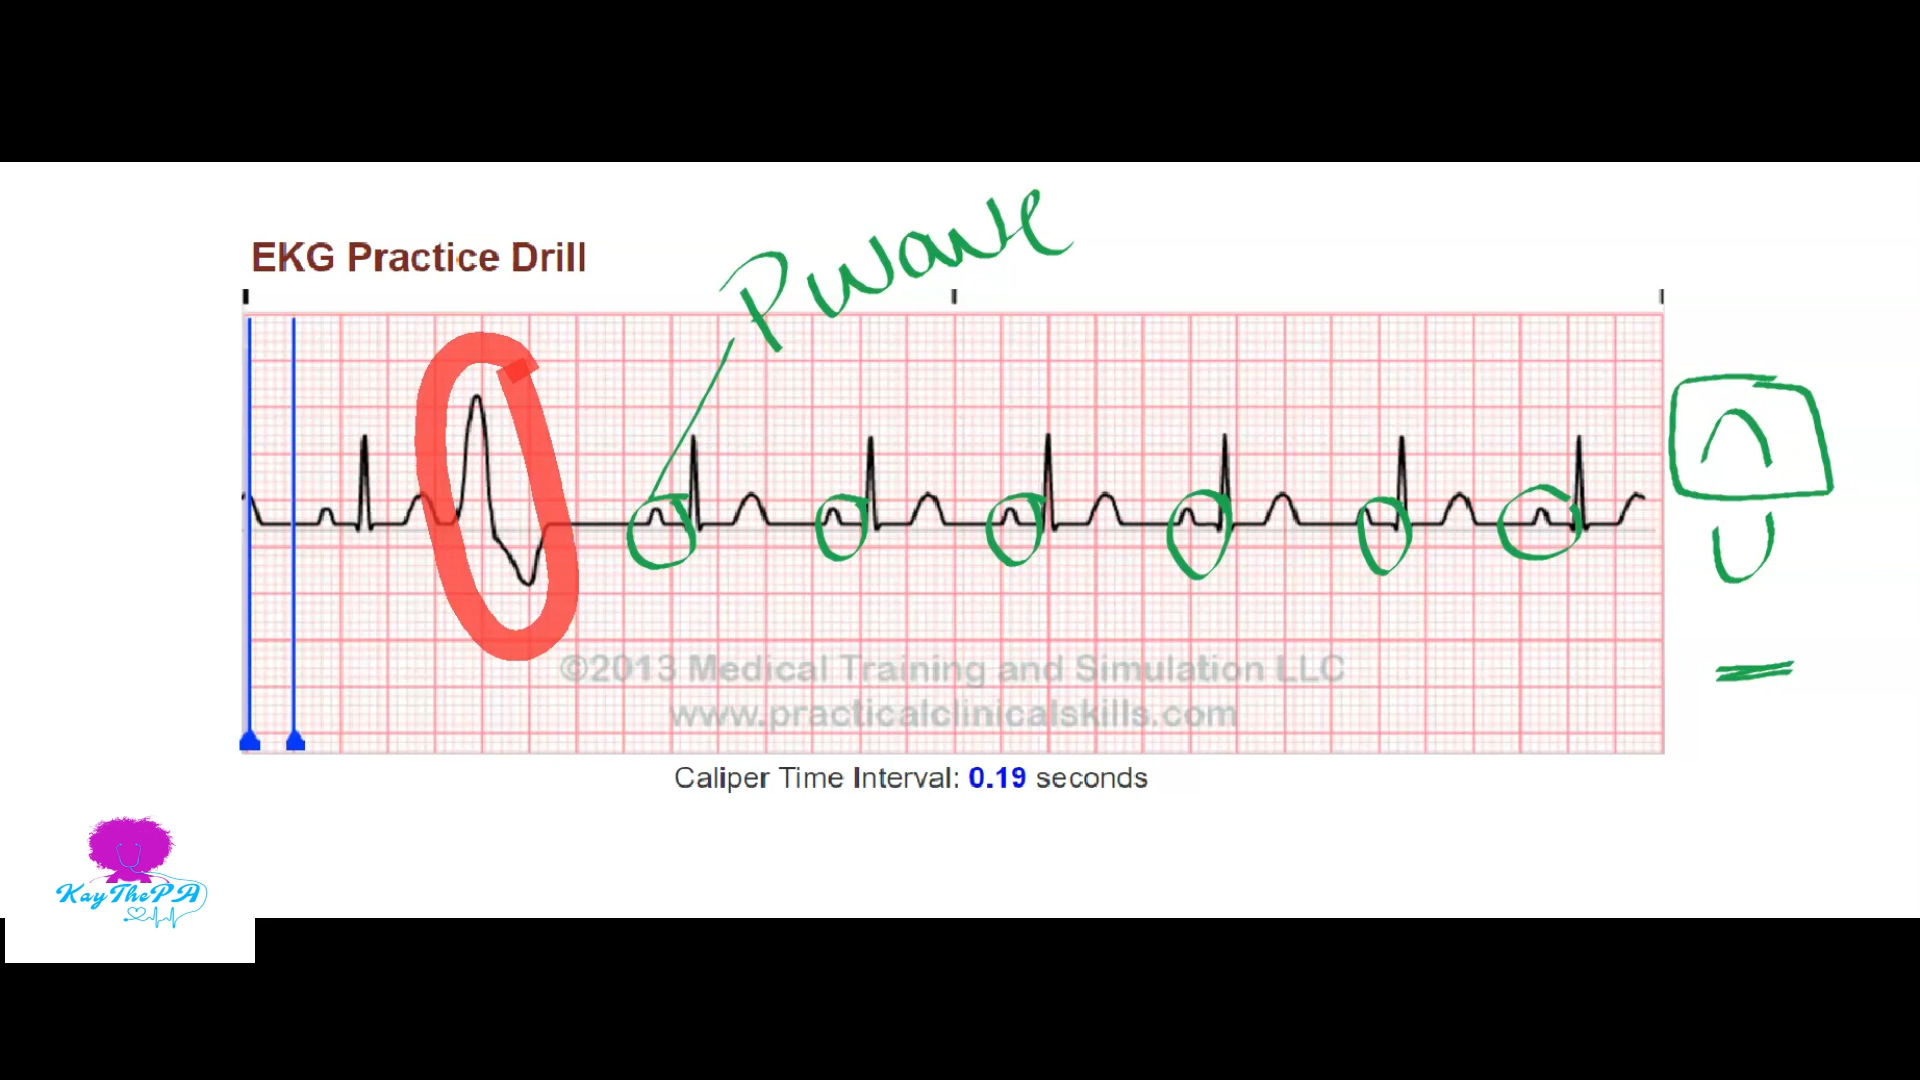 P wave
EKG Practice Drill
©2013 Medical Training and Simulation LLC
www.practicalclinicalskills.com
Caliper Time Interval: 0.19 seconds
KayThePA